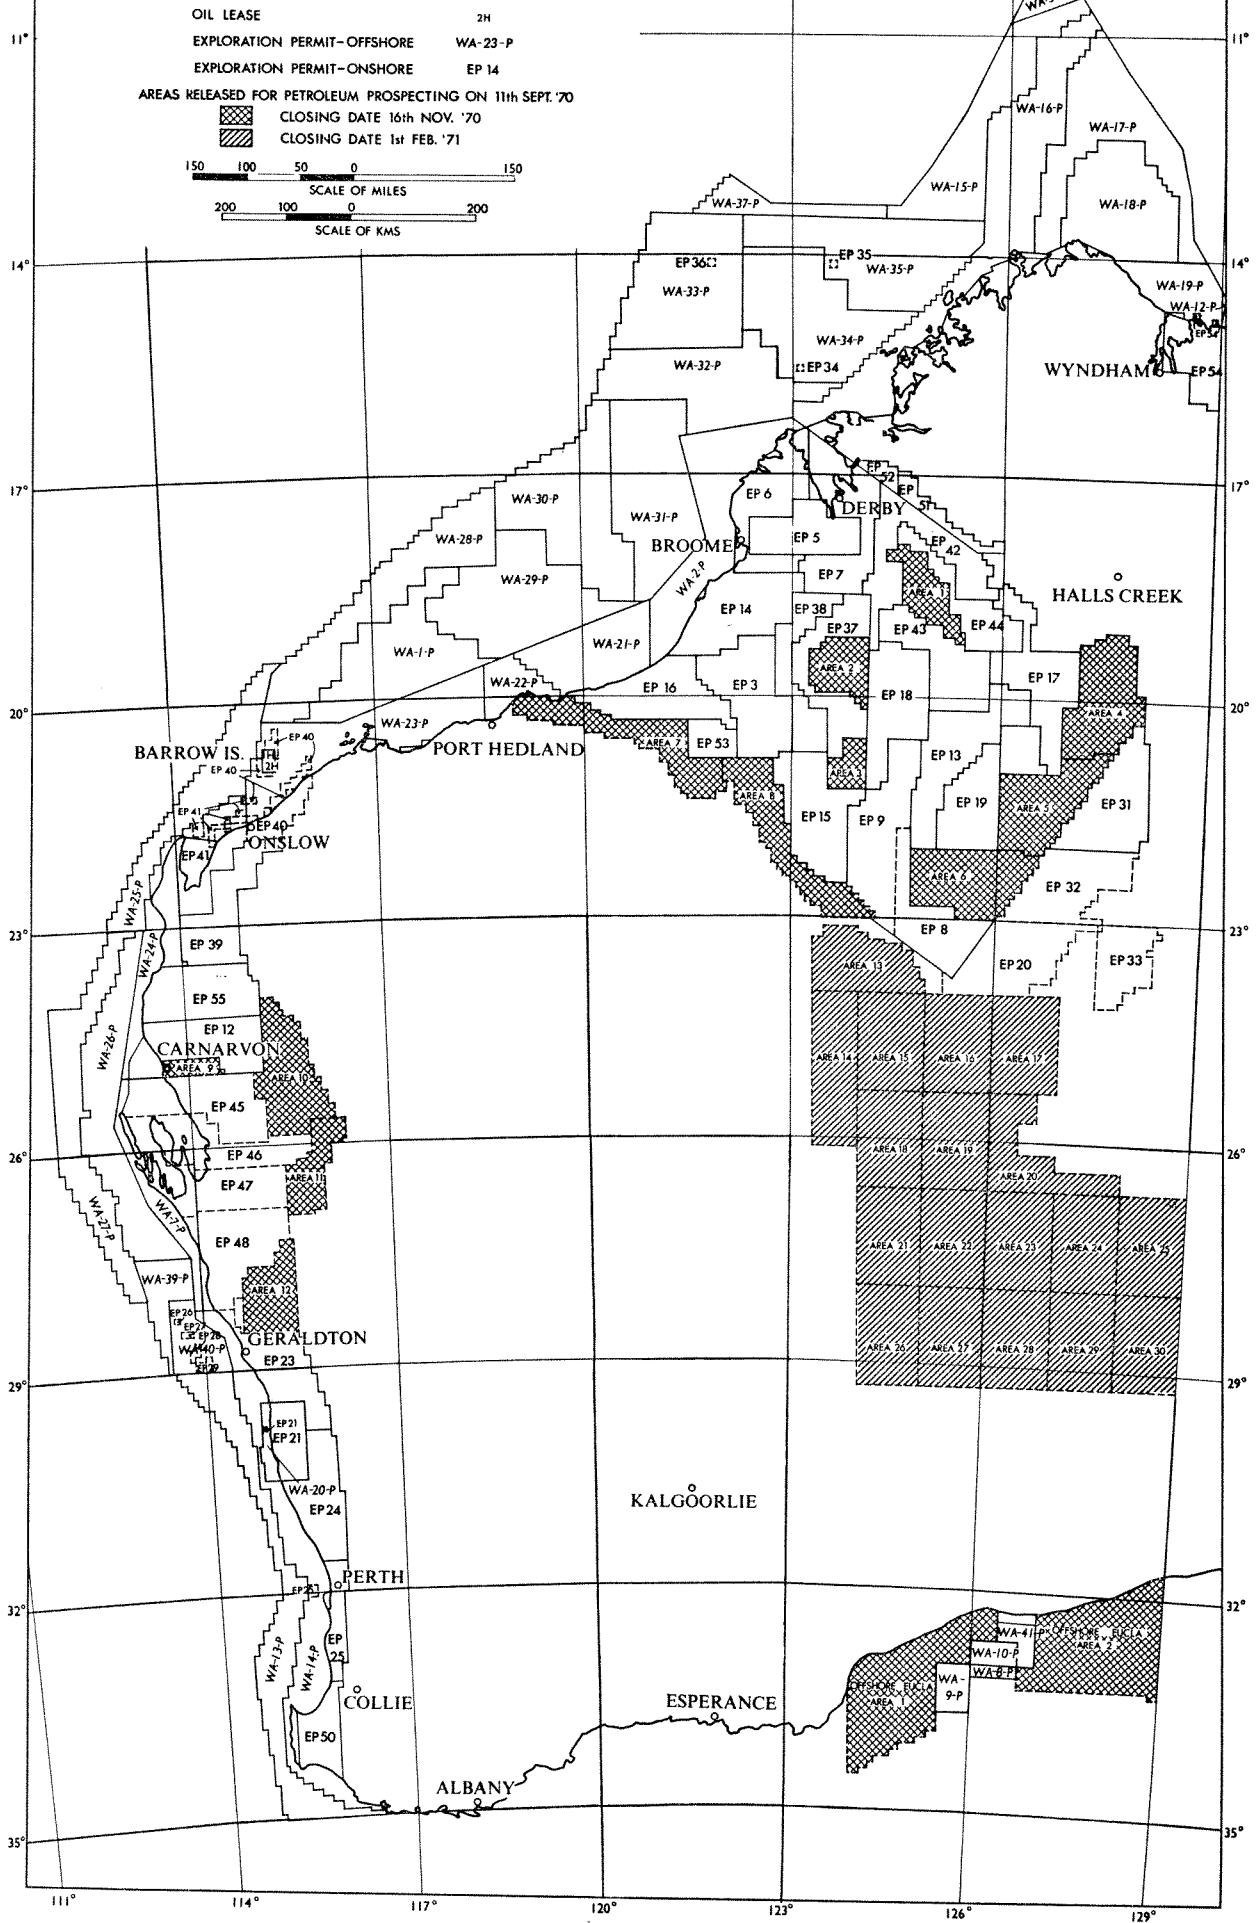 OIL LEASE 2H
EXPLORATION PERMIT-OFFSHORE WA-23-P
EXPLORATION PERMIT-ONSHORE EP 14
AREAS RELEASED FOR PETROLEUM PROSPECTING ON 11th SEPT. '70
CLOSING DATE 16th NOV. '70
CLOSING DATE 1st FEB. '71
150 100 50 0 150
SCALE OF MILES
200 100 0 200
SCALE OF KMS
11° 11°
WA-16-P
WA-17-P
WA-15-P
WA-18-P
WA-37-P
14° 14°
EP 36
EP 35
WA-35-P
WA-33-P
WA-19-P
WA-12-P
EP 54
WA-34-P
WA-32-P
EP 34
WYNDHAM
EP 54
17° 17°
EP 52
EP 51
WA-30-P
EP 6
DERBY
WA-31-P
WA-28-P
BROOME
EP 5
EP 42
WA-29-P
WA-2-P
EP 7
HALLS CREEK
AREA 1
EP 14
EP 38
EP 37
EP 43
EP 44
WA-1-P
WA-21-P
AREA 2
EP 17
WA-22-P
EP 16
EP 3
EP 18
20° 20°
AREA 4
WA-23-P
EP 40
PORT HEDLAND
AREA 7
EP 53
BARROW IS.
2H
EP 40
EP 13
AREA 3
AREA 8
EP 41
EP 40
ONSLOW
EP 15
EP 9
EP 19
AREA 5
EP 31
EP 41
AREA 6
EP 32
WA-25-P
23° 23°
EP 8
WA-24-P
EP 39
AREA 13
EP 20
EP 33
EP 55
WA-26-P
EP 12
CARNARVON
AREA 9
AREA 10
AREA 14
AREA 15
AREA 16
AREA 17
EP 45
26° 26°
EP 46
AREA 18
AREA 19
EP 47
AREA 11
AREA 20
WA-27-P
WA-7-P
EP 48
AREA 21
AREA 22
AREA 23
AREA 24
AREA 25
WA-39-P
AREA 12
EP 26
EP 27
EP 28
WA-40-P
GERALDTON
EP 23
AREA 26
AREA 27
AREA 28
AREA 29
AREA 30
29° 29°
EP 21
EP 21
WA-20-P
EP 24
KALGOORLIE
PERTH
32° 32°
WA-13-P
WA-14-P
EP 25
WA-41-P
OFFSHORE EUCLA
AREA 2
WA-10-P
WA-8-P
WA-9-P
OFFSHORE EUCLA
AREA 1
COLLIE
ESPERANCE
EP 50
ALBANY
35° 35°
111° 114° 117° 120° 123° 126° 129°